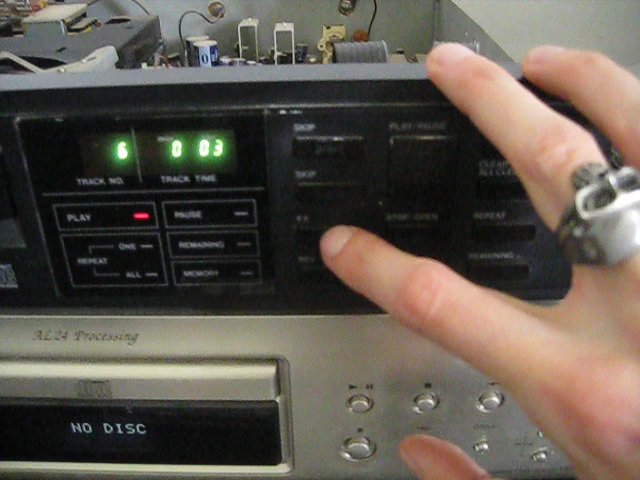 6 0 03
TRACK NO. TRACK TIME
PLAY PAUSE
ONE
REPEAT
ALL
REMAINING
MEMORY
SKIP
PLAY/PAUSE
SKIP
STOP/OPEN
REPEAT
REMAINING
AL24 Processing
NO DISC